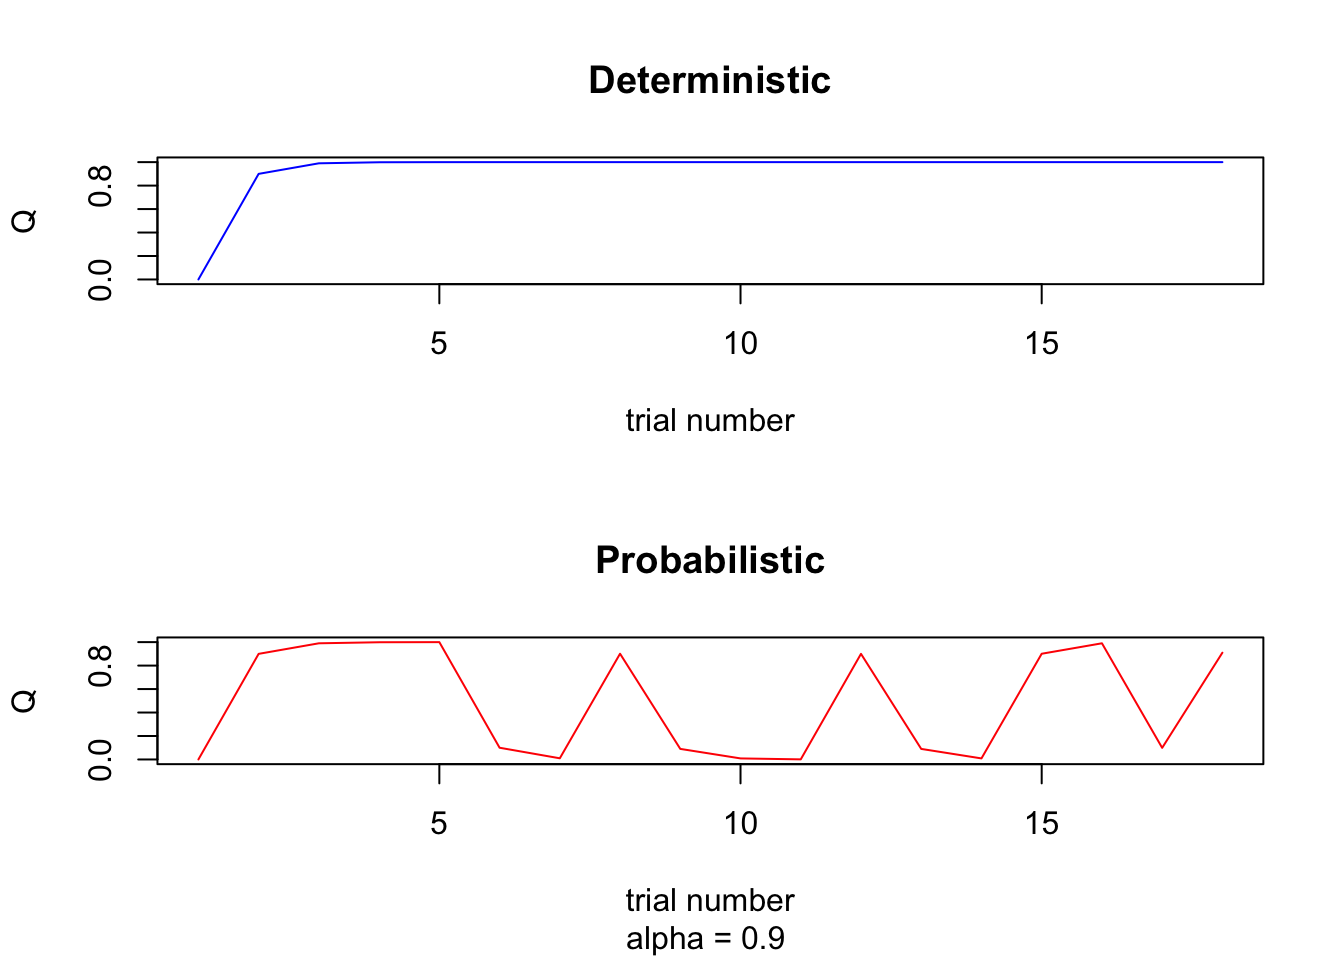 Deterministic
Q
0.8
0.0
5 10 15
trial number
Probabilistic
Q
0.8
0.0
5 10 15
trial number
alpha = 0.9